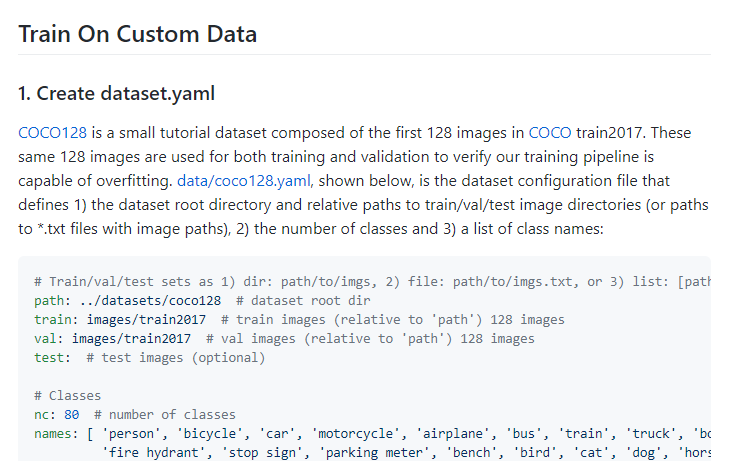 Train On Custom Data
1. Create dataset.yaml
COCO128 is a small tutorial dataset composed of the first 128 images in COCO train2017. These
same 128 images are used for both training and validation to verify our training pipeline is
capable of overfitting. data/coco128.yaml, shown below, is the dataset configuration file that
defines 1) the dataset root directory and relative paths to train/val/test image directories (or paths
to *.txt files with image paths), 2) the number of classes and 3) a list of class names:
# Train/val/test sets as 1) dir: path/to/imgs, 2) file: path/to/imgs.txt, or 3) list: [path
path: ../datasets/coco128  # dataset root dir
train: images/train2017  # train images (relative to 'path') 128 images
val: images/train2017  # val images (relative to 'path') 128 images
test:  # test images (optional)
# Classes
nc: 80  # number of classes
names: [ 'person', 'bicycle', 'car', 'motorcycle', 'airplane', 'bus', 'train', 'truck',
'fire hydrant', 'stop sign', 'parking meter', 'bench', 'bird', 'cat', 'dog',